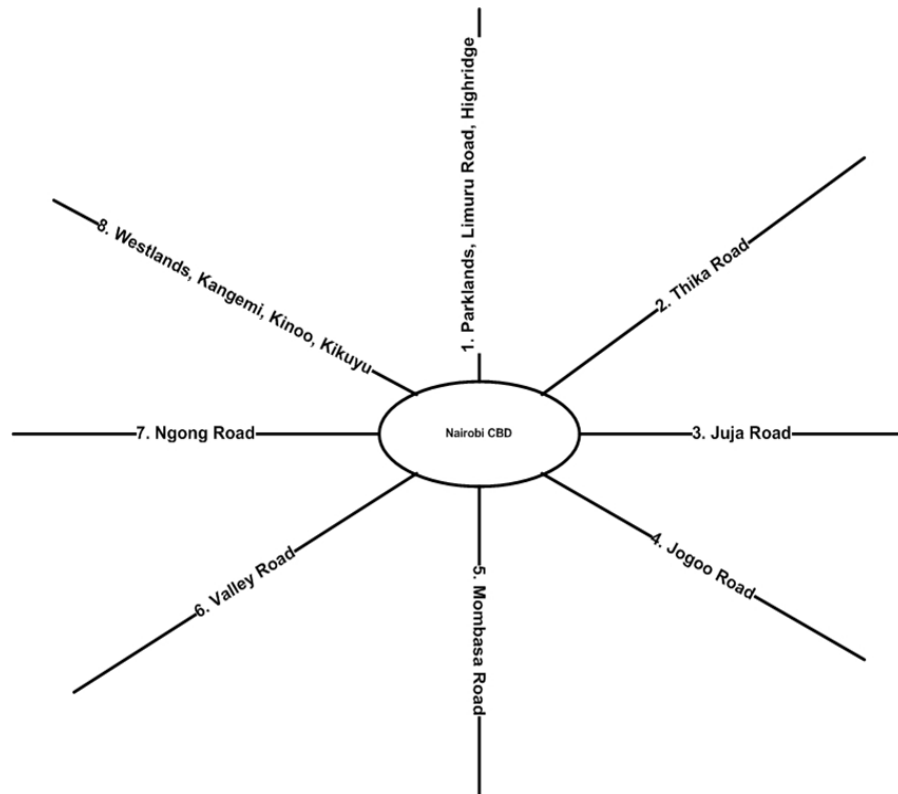 1. Parklands, Limuru Road, Highridge
2. Thika Road
8. Westlands, Kangemi, Kinoo, Kikuyu
Nairobi CBD
7. Ngong Road
3. Juja Road
4. Jogoo Road
6. Valley Road
5. Mombasa Road